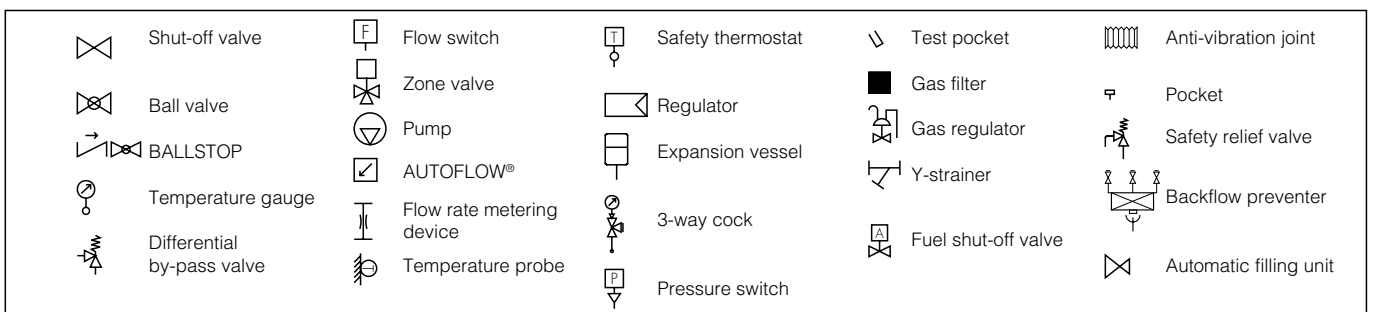 Shut-off valve
Ball valve
BALLSTOP
Temperature gauge
Differential
by-pass valve
F
Flow switch
Zone valve
Pump
AUTOFLOW®
Flow rate metering
device
Temperature probe
T
Safety thermostat
Regulator
Expansion vessel
3-way cock
P
Pressure switch
Test pocket
Gas filter
Gas regulator
Y-strainer
A
Fuel shut-off valve
Anti-vibration joint
Pocket
Safety relief valve
Backflow preventer
Automatic filling unit